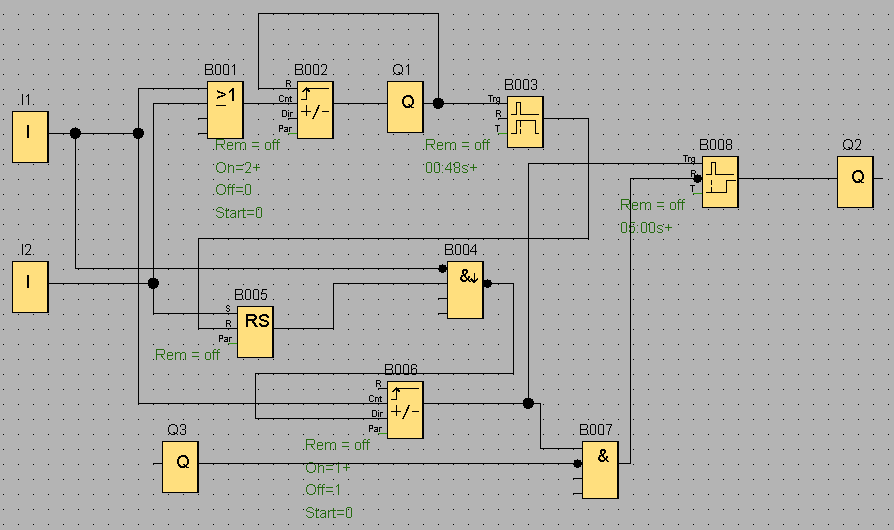 B001
B002
Q1
B003
.I1.
≥1
R
Cnt
Dir
Par
+/-
Q
Trg
R
T
I
.Rem = off
On=2+
Off=0
Start=0
.Rem = off
00:48s+
B008
Q2
Trg
R
T
Q
.Rem = off
05:00s+
.I2.
I
B004
&↓
B005
S
R
Par
RS
.Rem = off
B006
R
Cnt
Dir
Par
+/-
Q3
Q
.Rem = off
On=1+
Off=1
Start=0
B007
&